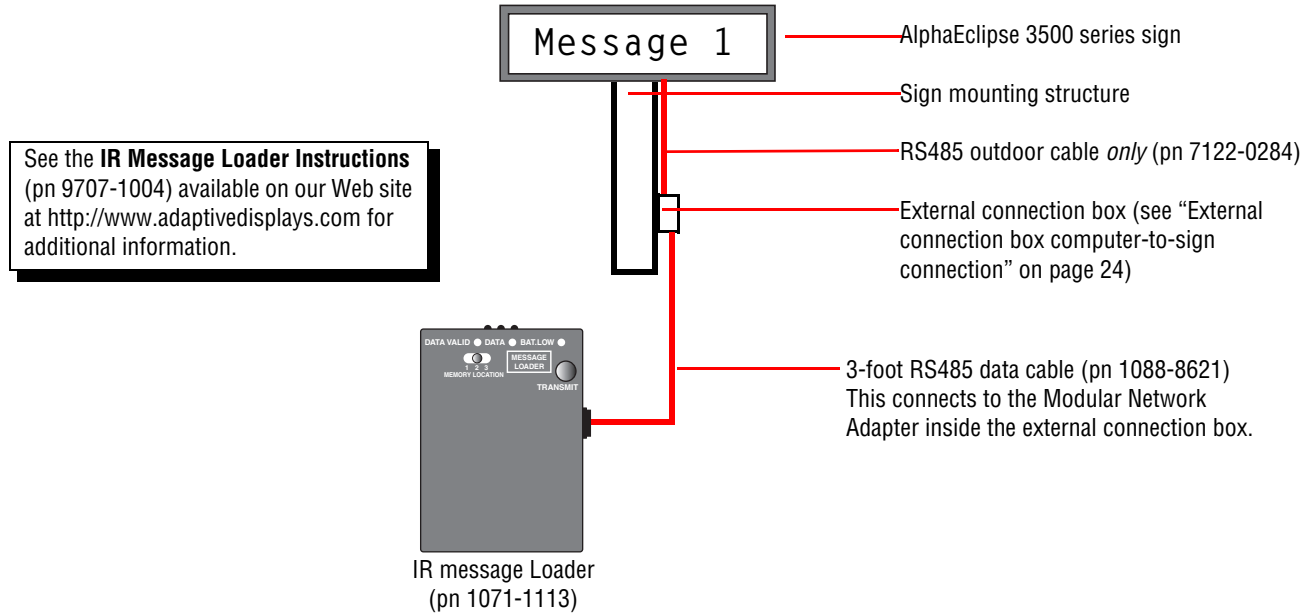 Message 1
AlphaEclipse 3500 series sign
Sign mounting structure
RS485 outdoor cable only (pn 7122-0284)
External connection box (see “External
connection box computer-to-sign
connection” on page 24)
See the IR Message Loader Instructions
(pn 9707-1004) available on our Web site
at http://www.adaptivedisplays.com for
additional information.
DATA VALID DATA BAT.LOW
1 2 3
MEMORY LOCATION
MESSAGE
LOADER
TRANSMIT
3-foot RS485 data cable (pn 1088-8621)
This connects to the Modular Network
Adapter inside the external connection box.
IR message Loader
(pn 1071-1113)